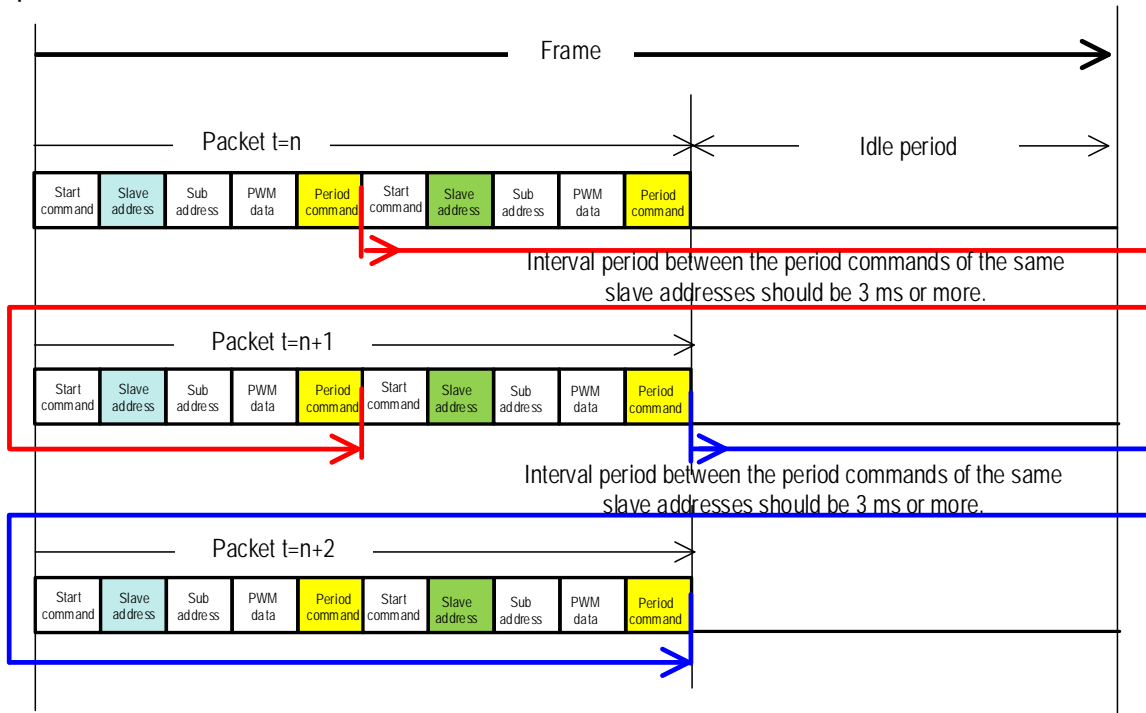 Frame
Packet t=n
Idle period
Start command Slave address Sub address PWM data Period command Start command Slave address Sub address PWM data Period command
Interval period between the period commands of the same
slave addresses should be 3 ms or more.
Packet t=n+1
Start command Slave address Sub address PWM data Period command Start command Slave address Sub address PWM data Period command
Interval period between the period commands of the same
slave addresses should be 3 ms or more.
Packet t=n+2
Start command Slave address Sub address PWM data Period command Start command Slave address Sub address PWM data Period command